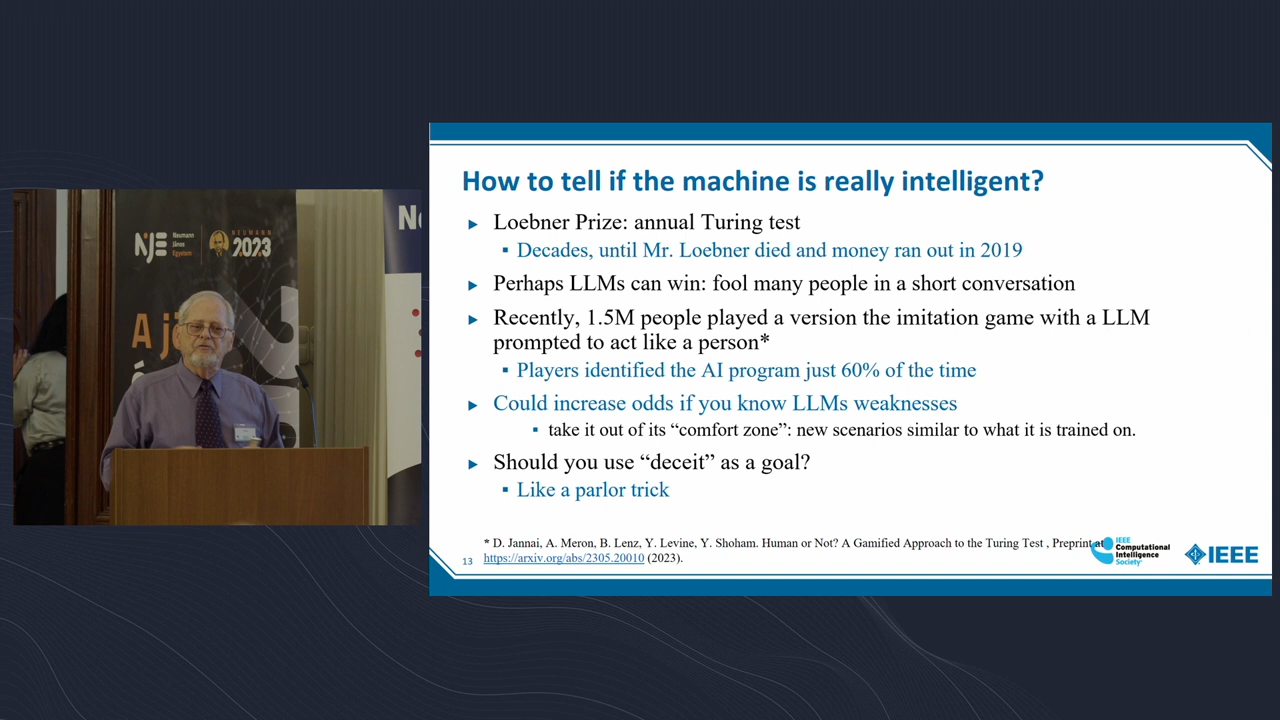 NJE
Neumann
János
Egyetem
NEUMANN
2023
A j
How to tell if the machine is really intelligent?
Loebner Prize: annual Turing test
Decades, until Mr. Loebner died and money ran out in 2019
Perhaps LLMs can win: fool many people in a short conversation
Recently, 1.5M people played a version the imitation game with a LLM
prompted to act like a person*
Players identified the AI program just 60% of the time
Could increase odds if you know LLMs weaknesses
take it out of its “comfort zone”: new scenarios similar to what it is trained on.
Should you use “deceit” as a goal?
Like a parlor trick
* D. Jannai, A. Meron, B. Lenz, Y. Levine, Y. Shoham. Human or Not? A Gamified Approach to the Turing Test , Preprint at
https://arxiv.org/abs/2305.20010 (2023).
13
IEEE
Computational
Intelligence
Society
IEEE